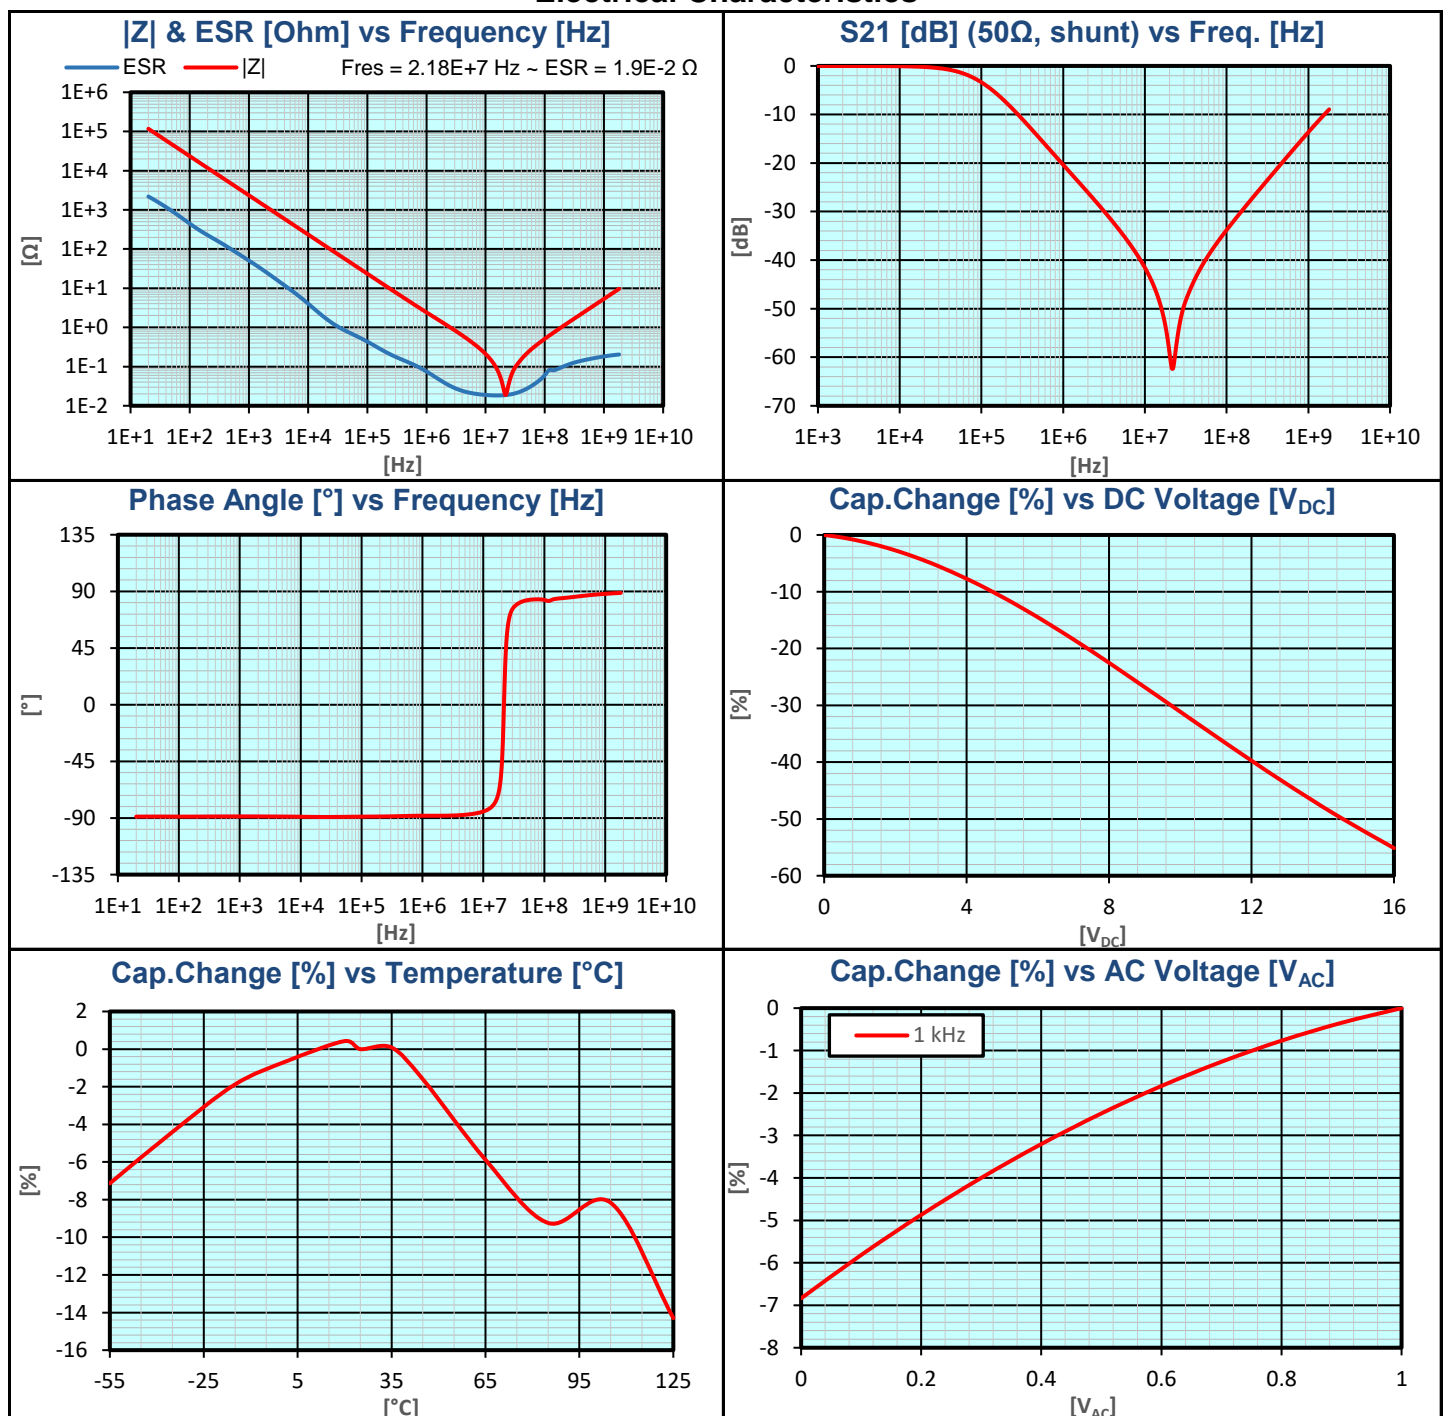 Electrical Characteristics
|Z| & ESR [Ohm] vs Frequency [Hz]
ESR |Z| Fres = 2.18E+7 Hz ~ ESR = 1.9E-2 Ω
1E+6
1E+5
1E+4
1E+3
1E+2
1E+1
1E+0
1E-1
1E-2
[Ω]
1E+1 1E+2 1E+3 1E+4 1E+5 1E+6 1E+7 1E+8 1E+9 1E+10
[Hz]
S21 [dB] (50Ω, shunt) vs Freq. [Hz]
0
-10
-20
-30
-40
-50
-60
-70
[dB]
1E+3 1E+4 1E+5 1E+6 1E+7 1E+8 1E+9 1E+10
[Hz]
Phase Angle [°] vs Frequency [Hz]
135
90
45
0
-45
-90
-135
[°]
1E+1 1E+2 1E+3 1E+4 1E+5 1E+6 1E+7 1E+8 1E+9 1E+10
[Hz]
Cap.Change [%] vs DC Voltage [VDC]
0
-10
-20
-30
-40
-50
-60
[%]
0 4 8 12 16
[VDC]
Cap.Change [%] vs Temperature [°C]
2
0
-2
-4
-6
-8
-10
-12
-14
-16
[%]
-55 -25 5 35 65 95 125
[°C]
Cap.Change [%] vs AC Voltage [VAC]
1 kHz
0
-1
-2
-3
-4
-5
-6
-7
-8
[%]
0 0.2 0.4 0.6 0.8 1
[VAC]